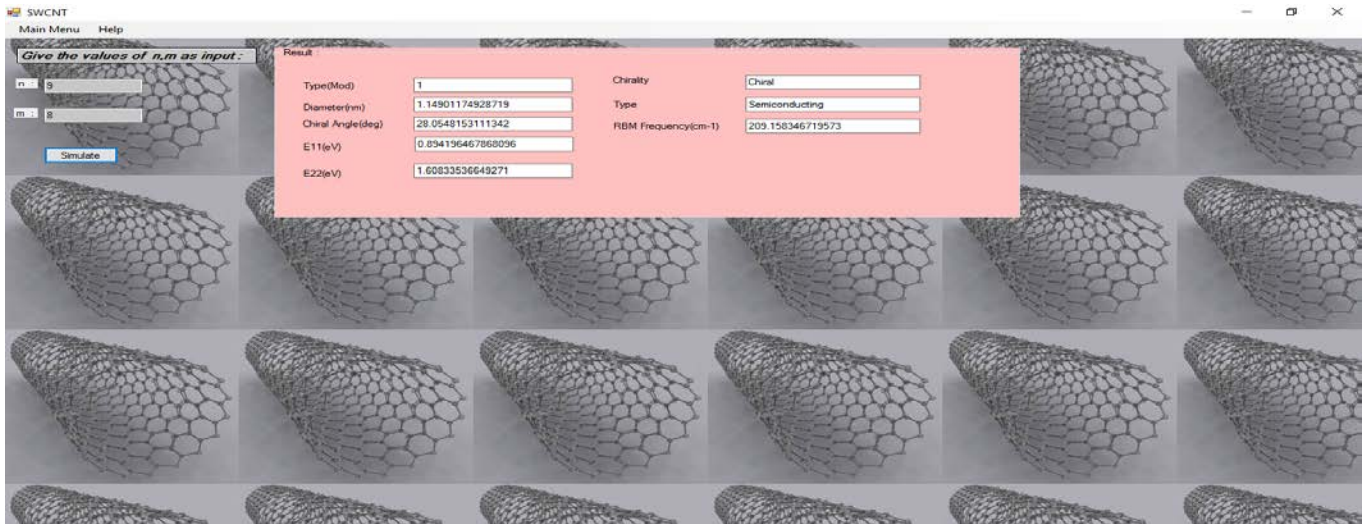 SWCNT
Main Menu Help
Give the values of n,m as input :
n : 9
m : 8
Simulate
Result
Type(Mod) 1
Diameter(nm) 1.14901174928719
Chiral Angle(deg) 28.0548153111342
E11(eV) 0.894196467868096
E22(eV) 1.60833536649271
Chirality Chiral
Type Semiconducting
RBM Frequency(cm-1) 209.158346719573